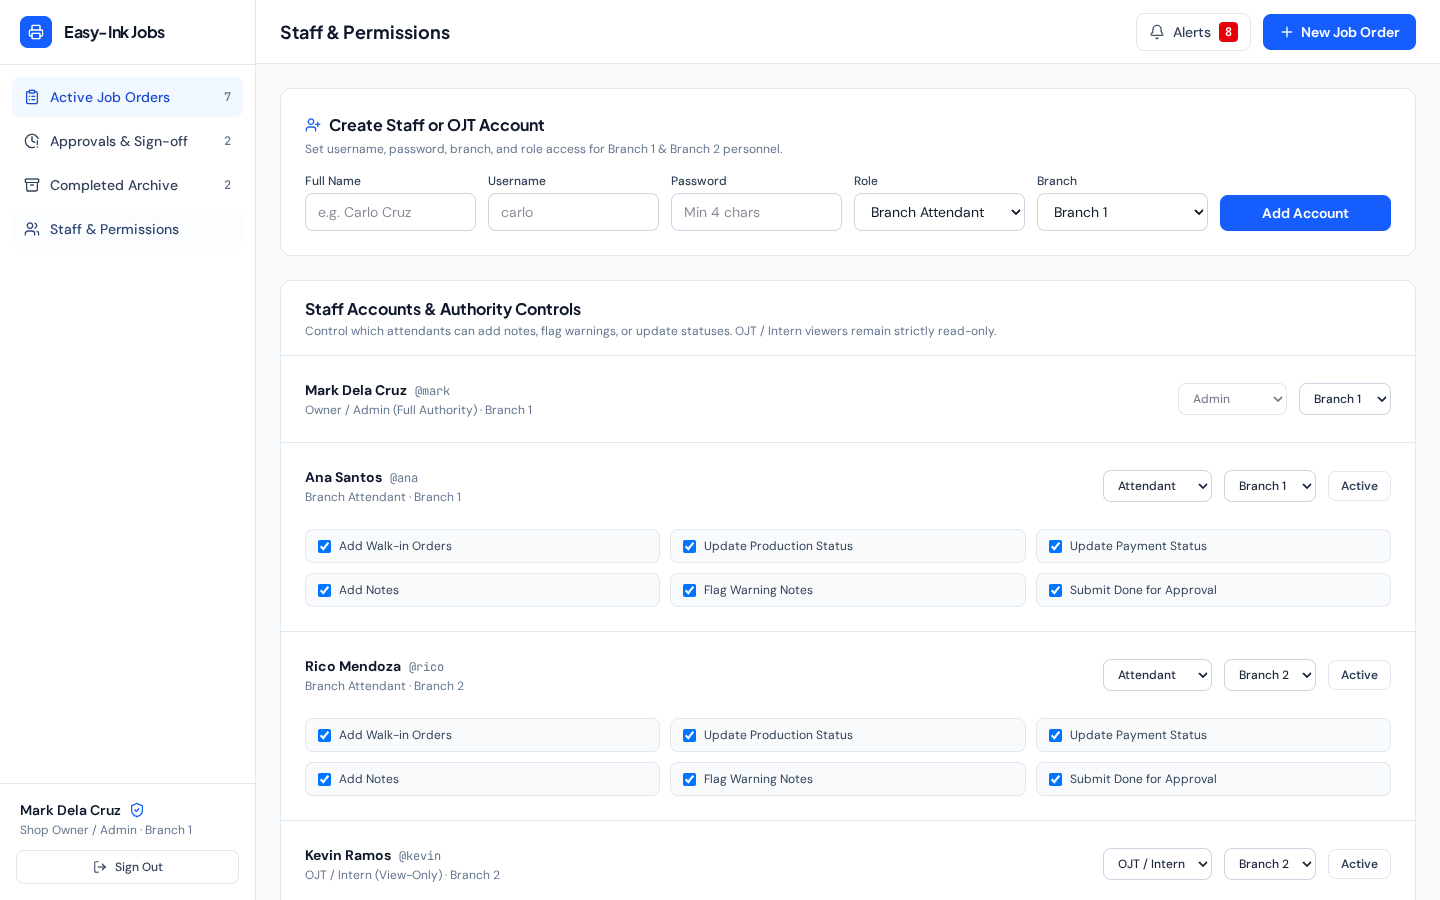 Easy-Ink Jobs
Active Job Orders 7
Approvals & Sign-off 2
Completed Archive 2
Staff & Permissions
Mark Dela Cruz
Shop Owner / Admin · Branch 1
Sign Out
Staff & Permissions
Alerts 8
New Job Order
Create Staff or OJT Account
Set username, password, branch, and role access for Branch 1 & Branch 2 personnel.
Full Name Username Password Role Branch
e.g. Carlo Cruz carlo Min 4 chars Branch Attendant Branch 1 Add Account
Staff Accounts & Authority Controls
Control which attendants can add notes, flag warnings, or update statuses. OJT / Intern viewers remain strictly read-only.
Mark Dela Cruz @mark
Owner / Admin (Full Authority) · Branch 1
Admin Branch 1
Ana Santos @ana
Branch Attendant · Branch 1
Attendant Branch 1 Active
Add Walk-in Orders Update Production Status Update Payment Status
Add Notes Flag Warning Notes Submit Done for Approval
Rico Mendoza @rico
Branch Attendant · Branch 2
Attendant Branch 2 Active
Add Walk-in Orders Update Production Status Update Payment Status
Add Notes Flag Warning Notes Submit Done for Approval
Kevin Ramos @kevin
OJT / Intern (View-Only) · Branch 2
OJT / Intern Branch 2 Active